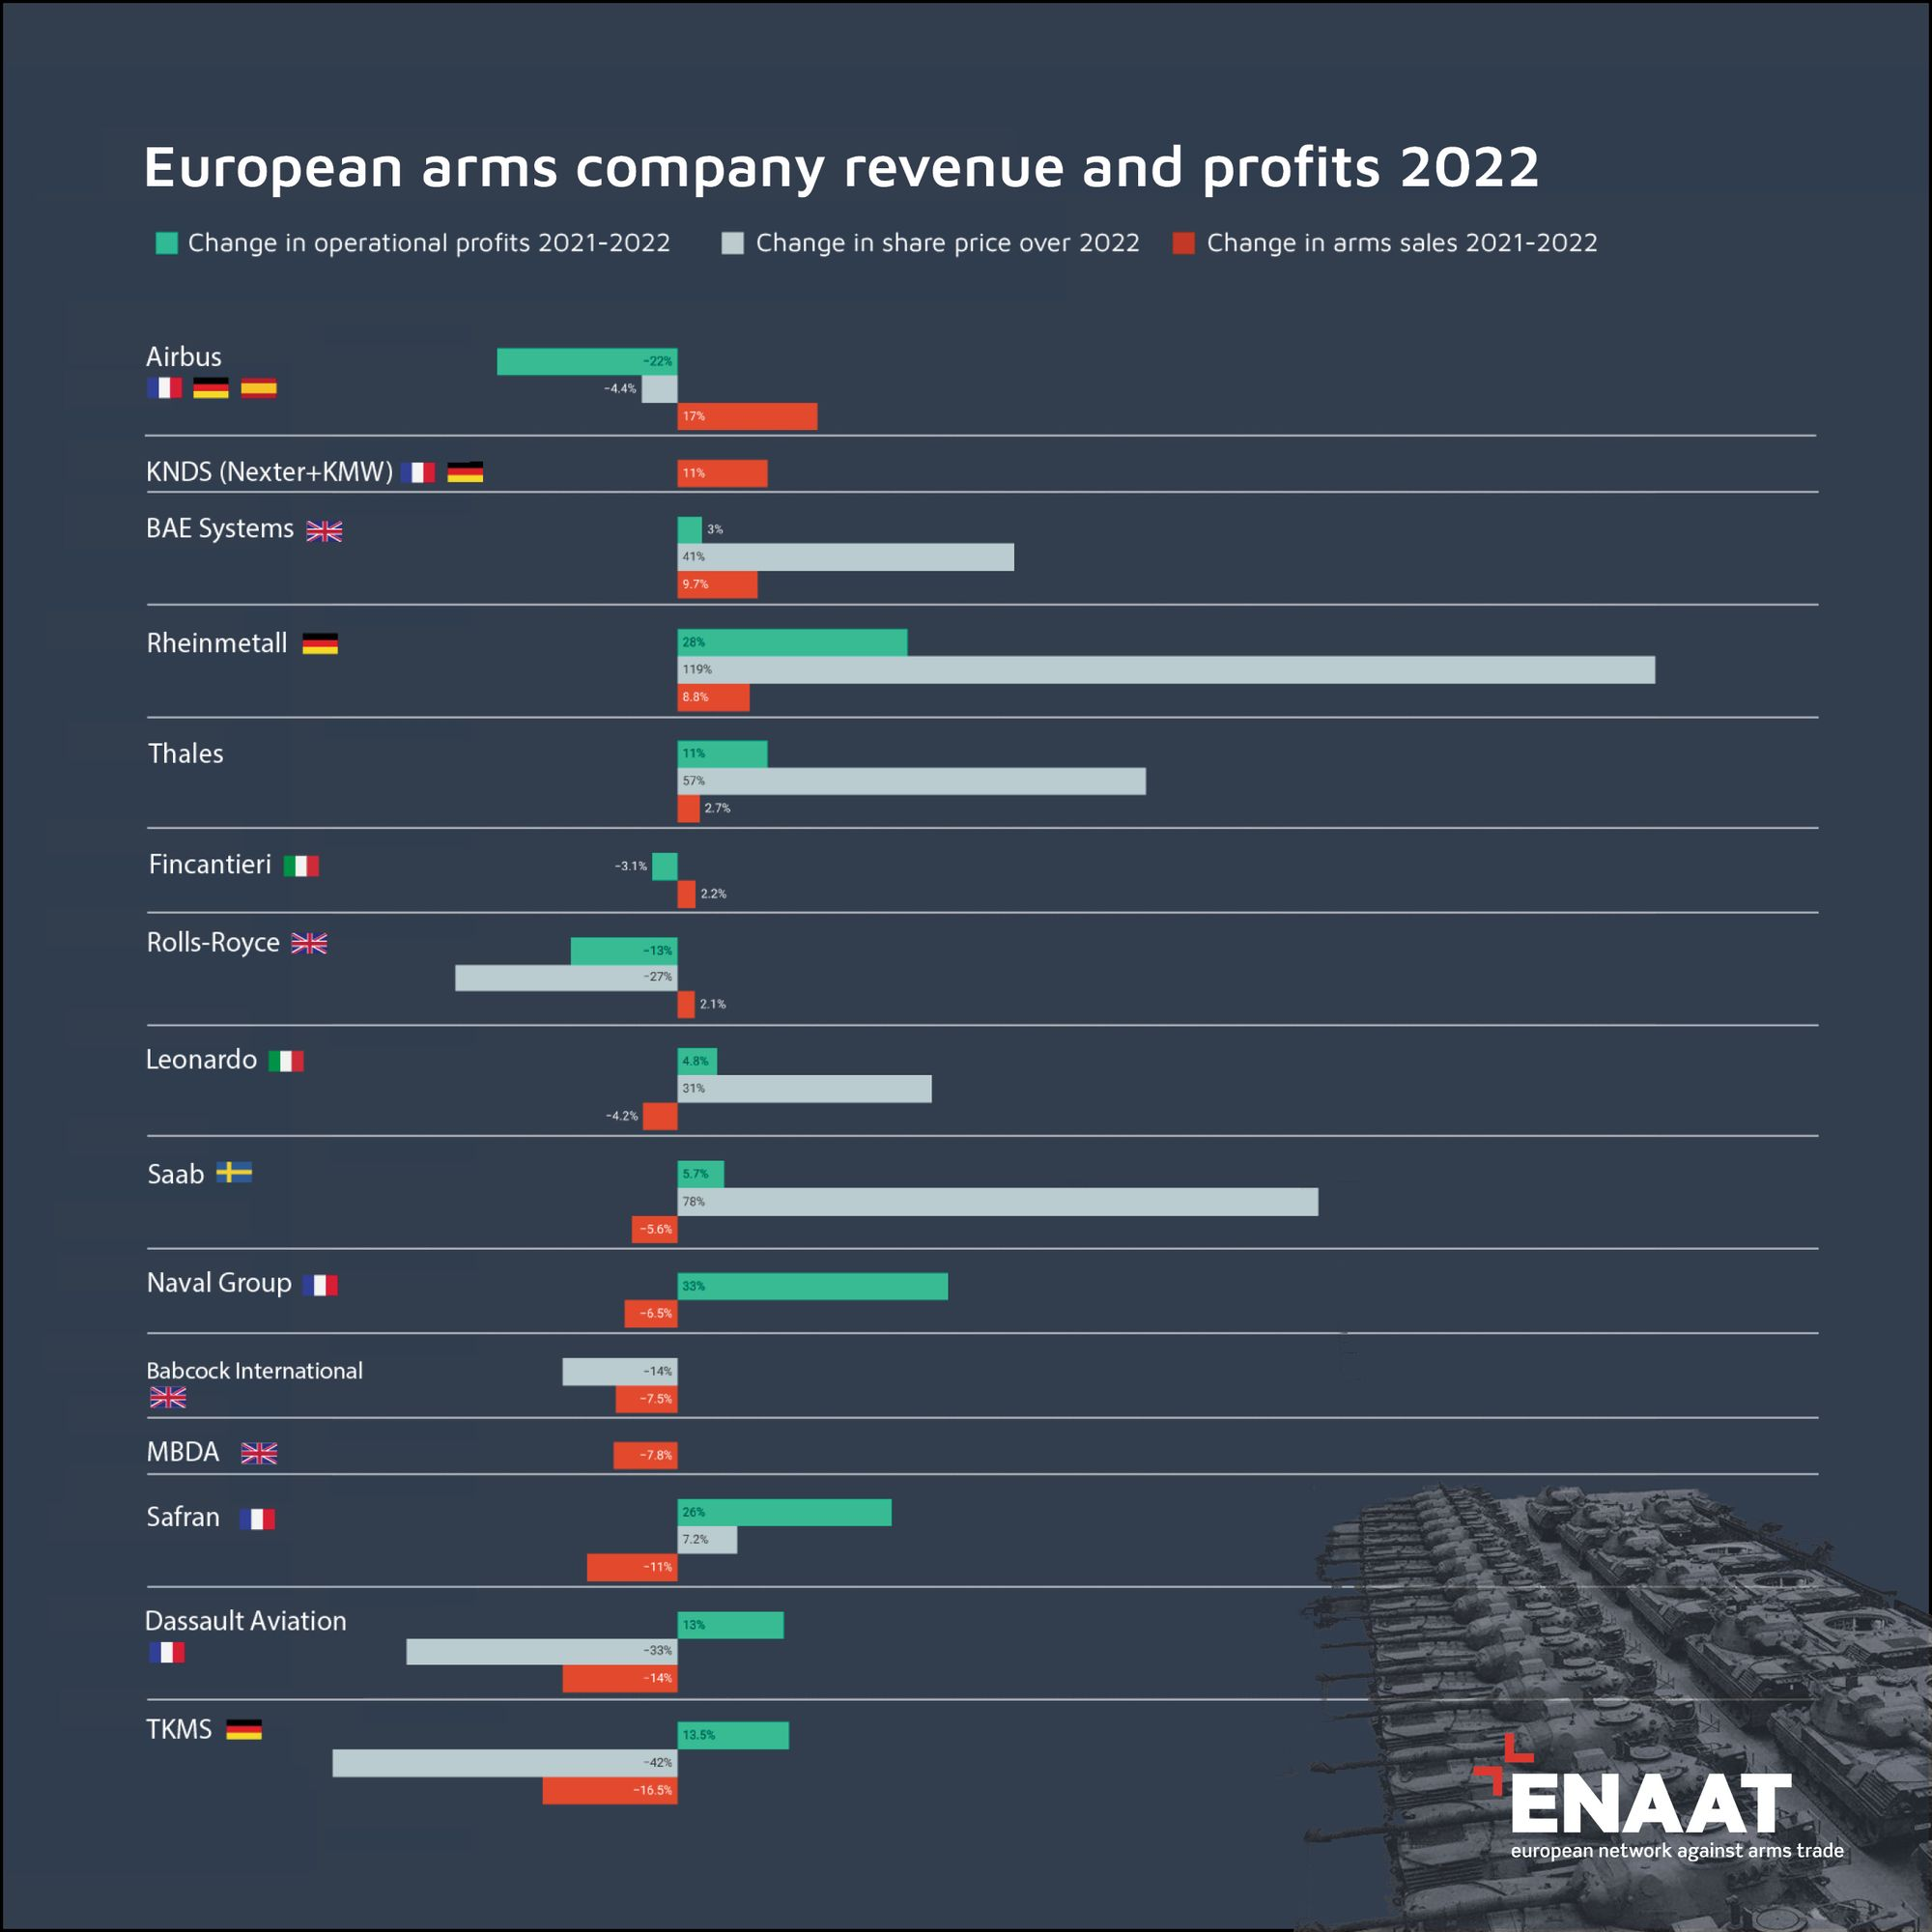 European arms company revenue and profits 2022
Change in operational profits 2021-2022 Change in share price over 2022 Change in arms sales 2021-2022
Airbus
-22%
-4.4%
17%
KNDS (Nexter+KMW)
11%
BAE Systems
3%
41%
9.7%
Rheinmetall
28%
119%
8.8%
Thales
11%
57%
2.7%
Fincantieri
-3.1%
2.2%
Rolls-Royce
-13%
-27%
2.1%
Leonardo
4.8%
31%
-4.2%
Saab
5.7%
78%
-5.6%
Naval Group
33%
-6.5%
Babcock International
-14%
-7.5%
MBDA
-7.8%
Safran
26%
7.2%
-11%
Dassault Aviation
13%
-33%
-14%
TKMS
13.5%
-42%
-16.5%
ENAAT
european network against arms trade